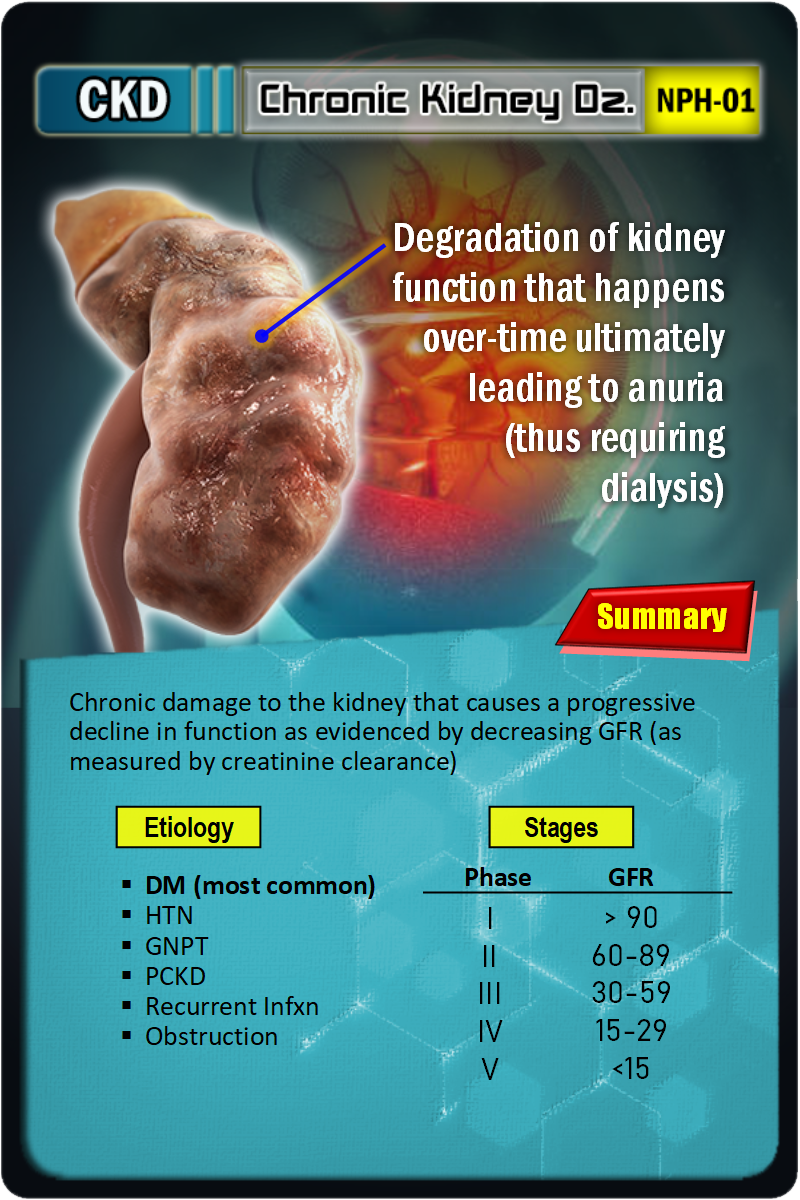 CKD
Chronic Kidney Dz.
NPH-01
Degradation of kidney
function that happens
over-time ultimately
leading to anuria
(thus requiring
dialysis)
Summary
Chronic damage to the kidney that causes a progressive
decline in function as evidenced by decreasing GFR (as
measured by creatinine clearance)
Etiology
▪ DM (most common)
▪ HTN
▪ GNPT
▪ PCKD
▪ Recurrent Infxn
▪ Obstruction
Stages
Phase GFR
I > 90
II 60-89
III 30-59
IV 15-29
V <15